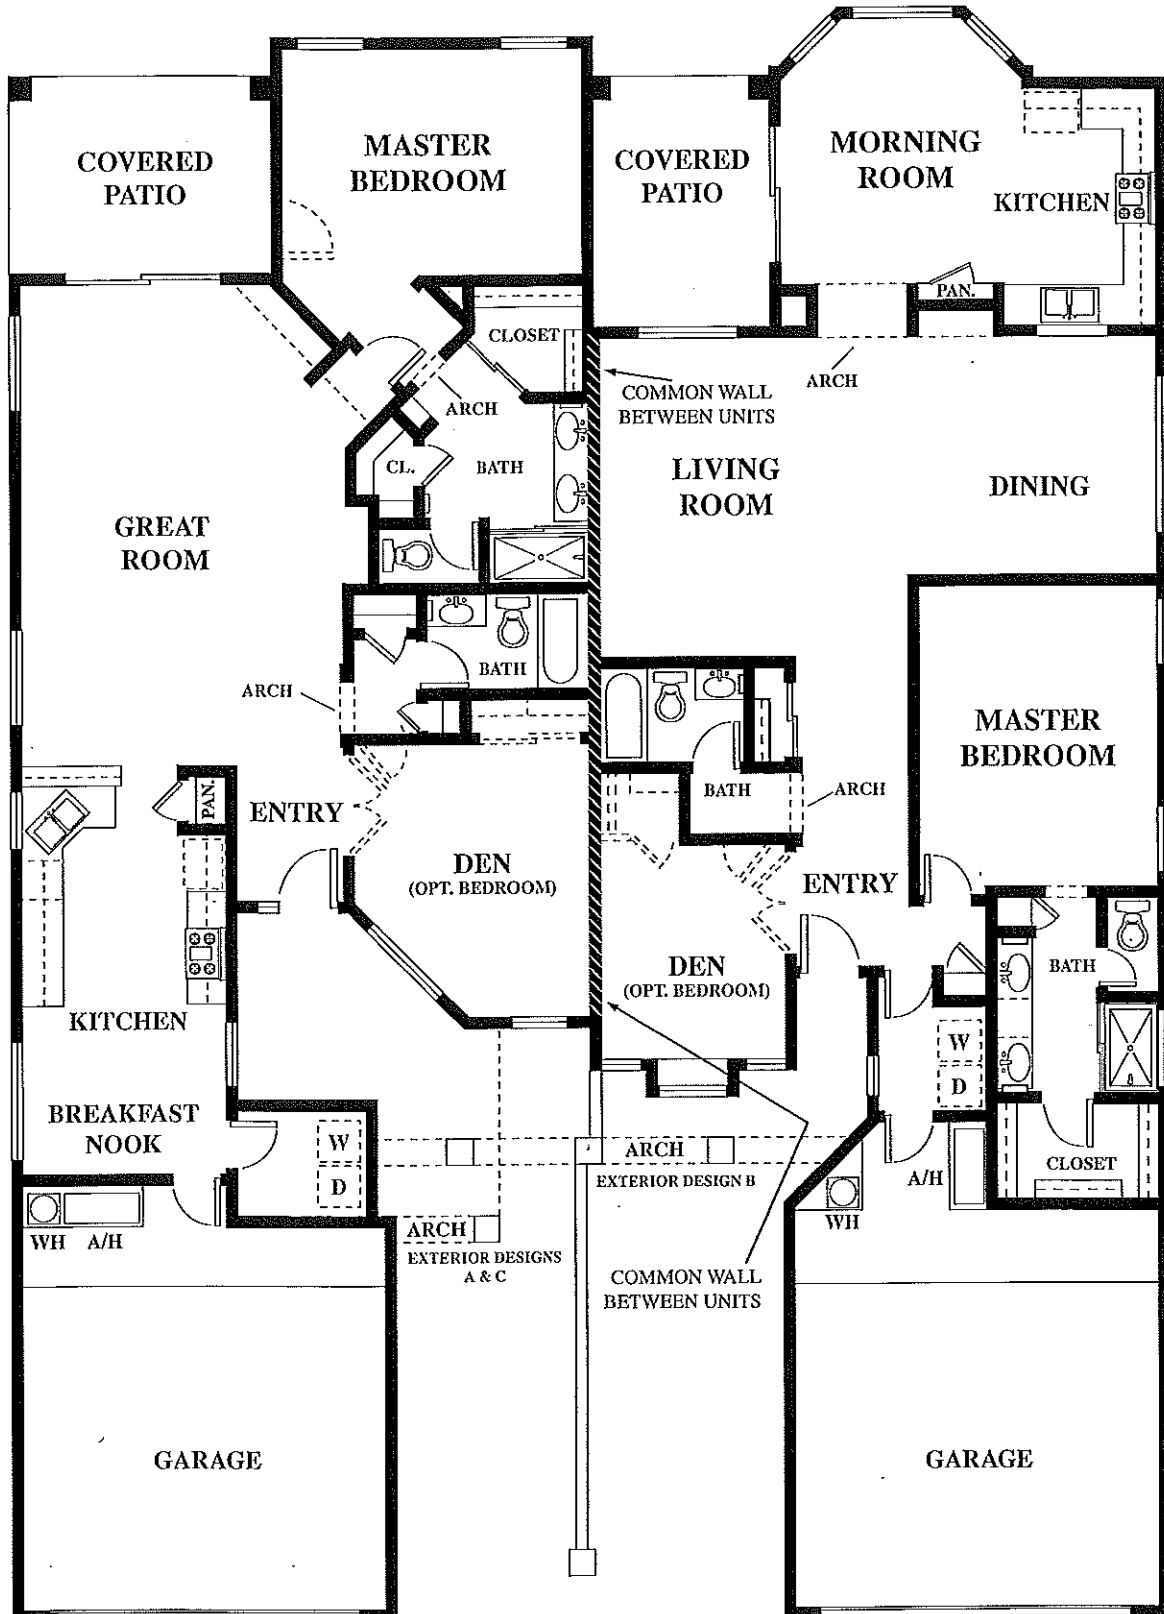 MASTER
BEDROOM
COVERED
PATIO
COVERED
PATIO
MORNING
ROOM
KITCHEN
PAN.
CLOSET
ARCH
ARCH
COMMON WALL
BETWEEN UNITS
CL.
BATH
LIVING
ROOM
DINING
GREAT
ROOM
BATH
ARCH
MASTER
BEDROOM
PAN.
ENTRY
BATH
ARCH
DEN
(OPT. BEDROOM)
ENTRY
DEN
(OPT. BEDROOM)
BATH
KITCHEN
W
D
BREAKFAST
NOOK
W
D
ARCH
EXTERIOR DESIGN B
A/H
CLOSET
WH
A/H
ARCH
EXTERIOR DESIGNS
A & C
WH
COMMON WALL
BETWEEN UNITS
GARAGE
GARAGE